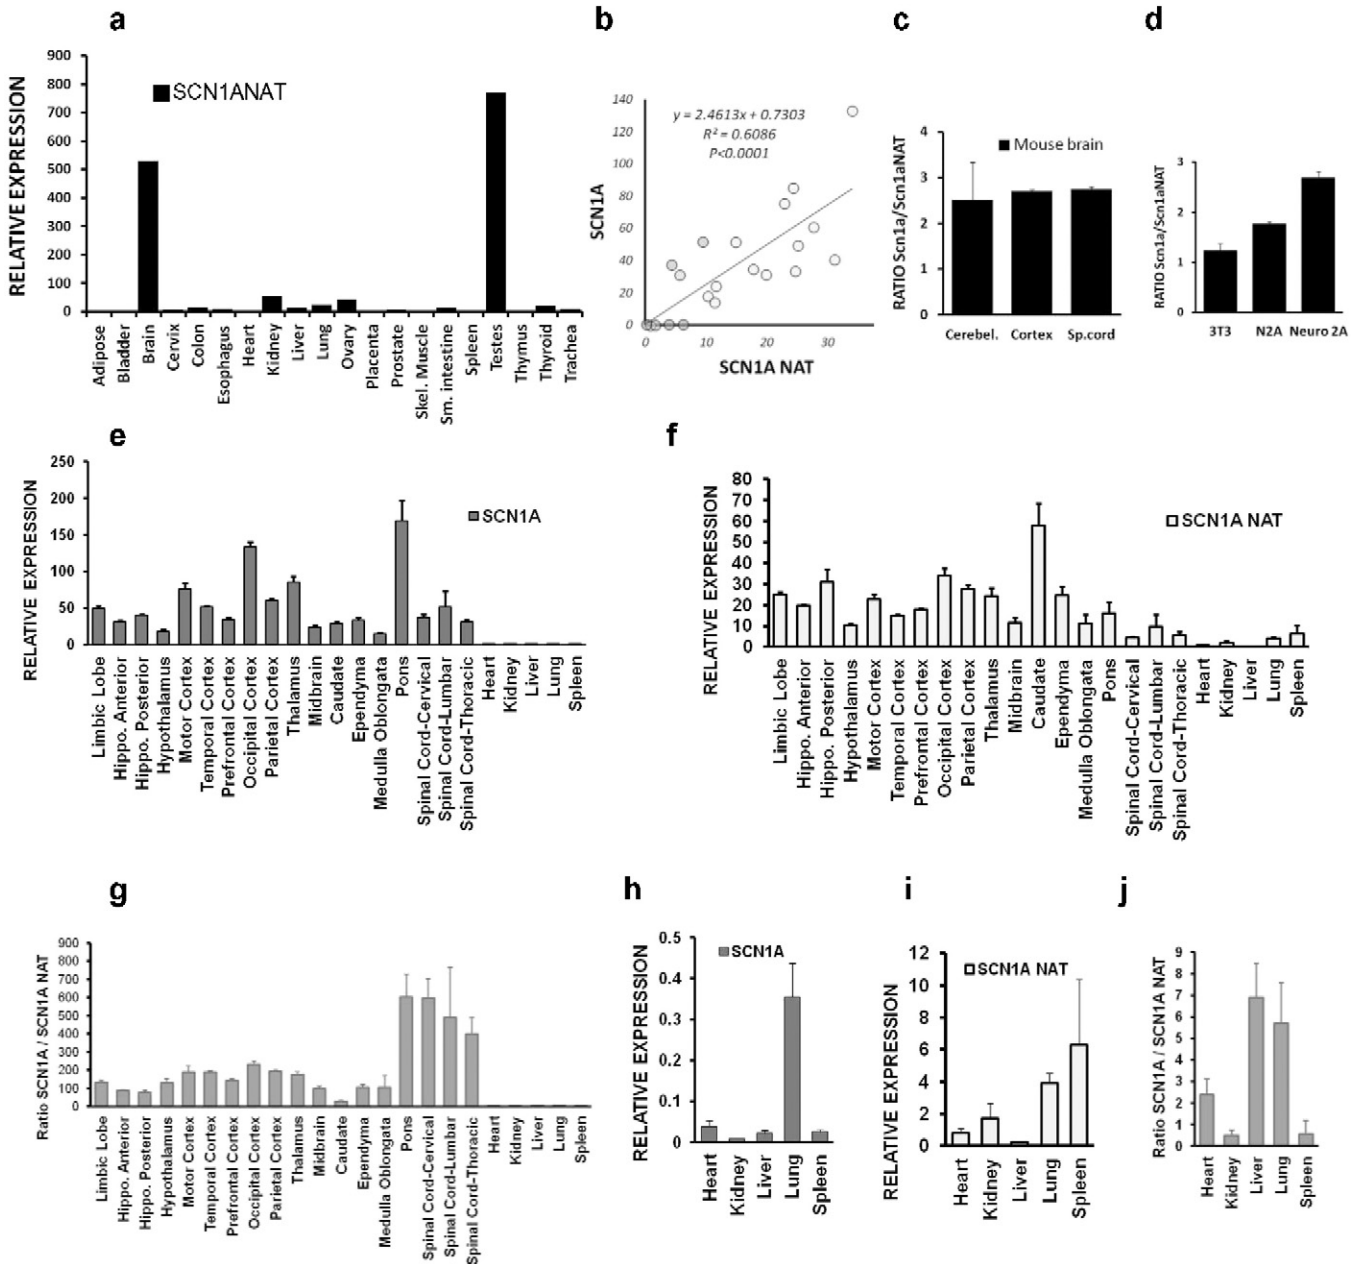 a
RELATIVE EXPRESSION
900
800
700
600
500
400
300
200
100
0
SCN1ANAT
Adipose
Bladder
Brain
Cervix
Colon
Esophagus
Heart
Kidney
Liver
Lung
Ovary
Placenta
Prostate
Skel. Muscle
Sm. intestine
Spleen
Testes
Thymus
Thyroid
Trachea
b
SCN1A
140
120
100
80
60
40
20
0
y = 2.4613x + 0.7303
R² = 0.6086
P<0.0001
0 10 20 30
SCN1A NAT
c
RATIO Scn1a/Scn1aNAT
4
3
2
1
0
Mouse brain
Cerebel. Cortex Sp.cord
d
RATIO Scn1a/Scn1aNAT
3
2
1
0
3T3 N2A Neuro 2A
e
RELATIVE EXPRESSION
250
200
150
100
50
0
SCN1A
Limbic Lobe
Hippo. Anterior
Hippo. Posterior
Hypothalamus
Motor Cortex
Temporal Cortex
Prefrontal Cortex
Occipital Cortex
Parietal Cortex
Thalamus
Midbrain
Caudate
Ependyma
Medulla Oblongata
Pons
Spinal Cord-Cervical
Spinal Cord-Lumbar
Spinal Cord-Thoracic
Heart
Kidney
Liver
Lung
Spleen
f
RELATIVE EXPRESSION
80
70
60
50
40
30
20
10
0
SCN1A NAT
Limbic Lobe
Hippo. Anterior
Hippo. Posterior
Hypothalamus
Motor Cortex
Temporal Cortex
Prefrontal Cortex
Occipital Cortex
Parietal Cortex
Thalamus
Midbrain
Caudate
Ependyma
Medulla Oblongata
Pons
Spinal Cord-Cervical
Spinal Cord-Lumbar
Spinal Cord-Thoracic
Heart
Kidney
Liver
Lung
Spleen
g
Ratio SCN1A / SCN1A NAT
900
800
700
600
500
400
300
200
100
0
Limbic Lobe
Hippo. Anterior
Hippo. Posterior
Hypothalamus
Motor Cortex
Temporal Cortex
Prefrontal Cortex
Occipital Cortex
Parietal Cortex
Thalamus
Midbrain
Caudate
Ependyma
Medulla Oblongata
Pons
Spinal Cord-Cervical
Spinal Cord-Lumbar
Spinal Cord-Thoracic
Heart
Kidney
Liver
Lung
Spleen
h
RELATIVE EXPRESSION
0.5
0.4
0.3
0.2
0.1
0
SCN1A
Heart
Kidney
Liver
Lung
Spleen
i
RELATIVE EXPRESSION
12
10
8
6
4
2
0
SCN1A NAT
Heart
Kidney
Liver
Lung
Spleen
j
Ratio SCN1A / SCN1A NAT
9
8
7
6
5
4
3
2
1
0
Heart
Kidney
Liver
Lung
Spleen